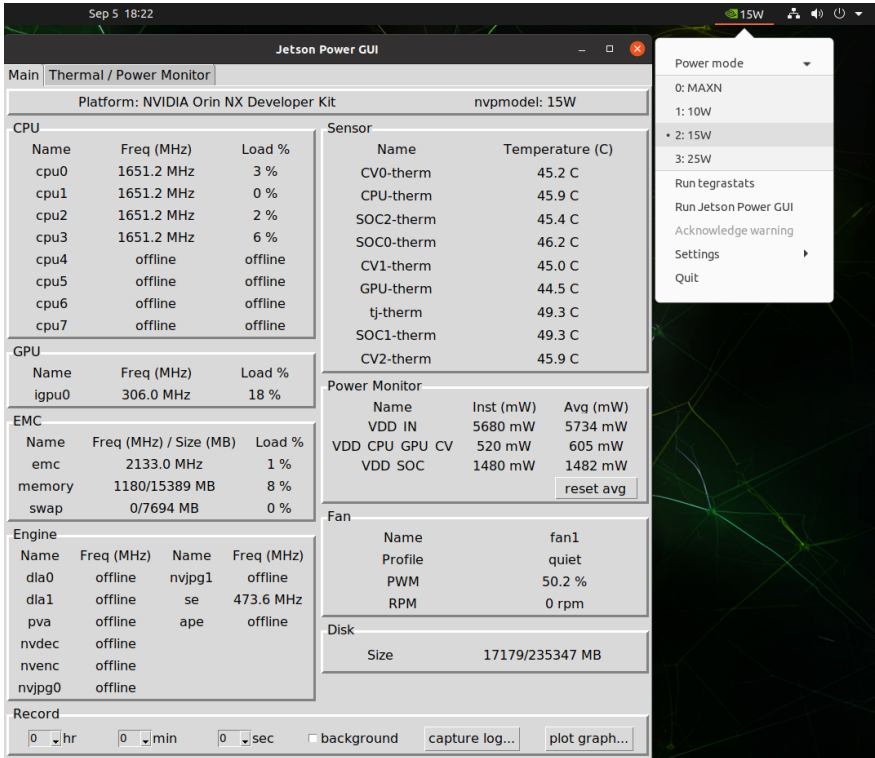 Sep 5 18:22
15W
Jetson Power GUI
Main Thermal / Power Monitor
Platform: NVIDIA Orin NX Developer Kit nvpmodel: 15W
CPU
Name Freq (MHz) Load %
cpu0 1651.2 MHz 3 %
cpu1 1651.2 MHz 0 %
cpu2 1651.2 MHz 2 %
cpu3 1651.2 MHz 6 %
cpu4 offline offline
cpu5 offline offline
cpu6 offline offline
cpu7 offline offline
GPU
Name Freq (MHz) Load %
igpu0 306.0 MHz 18 %
EMC
Name Freq (MHz) / Size (MB) Load %
emc 2133.0 MHz 1 %
memory 1180/15389 MB 8 %
swap 0/7694 MB 0 %
Engine
Name Freq (MHz) Name Freq (MHz)
dla0 offline nvjpg1 offline
dla1 offline se 473.6 MHz
pva offline ape offline
nvdec offline
nvenc offline
nvjpg0 offline
Sensor
Name Temperature (C)
CV0-therm 45.2 C
CPU-therm 45.9 C
SOC2-therm 45.4 C
SOC0-therm 46.2 C
CV1-therm 45.0 C
GPU-therm 44.5 C
tj-therm 49.3 C
SOC1-therm 49.3 C
CV2-therm 45.9 C
Power Monitor
Name Inst (mW) Avg (mW)
VDD IN 5680 mW 5734 mW
VDD CPU GPU CV 520 mW 605 mW
VDD SOC 1480 mW 1482 mW
reset avg
Fan
Name fan1
Profile quiet
PWM 50.2 %
RPM 0 rpm
Disk
Size 17179/235347 MB
Record
0 hr 0 min 0 sec background capture log... plot graph...
Power mode
0: MAXN
1: 10W
• 2: 15W
3: 25W
Run tegrastats
Run Jetson Power GUI
Acknowledge warning
Settings
Quit